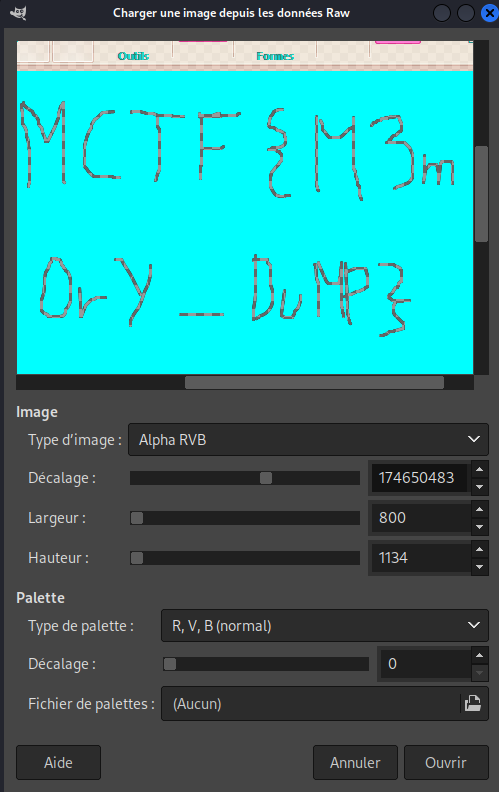 Charger une image depuis les données Raw
Outils Formes
MCTF{M3m
OrY_DuMP}
Image
Type d'image : Alpha RVB
Décalage : 174650483
Largeur : 800
Hauteur : 1134
Palette
Type de palette : R, V, B (normal)
Décalage : 0
Fichier de palettes : (Aucun)
Aide Annuler Ouvrir